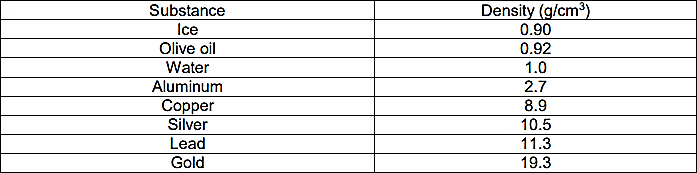 Substance Density (g/cm³)
Ice 0.90
Olive oil 0.92
Water 1.0
Aluminum 2.7
Copper 8.9
Silver 10.5
Lead 11.3
Gold 19.3